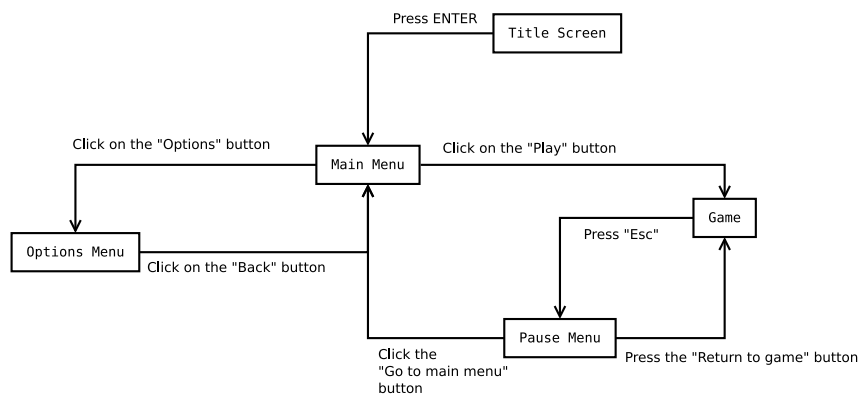 Press ENTER
Title Screen
Click on the "Options" button
Main Menu
Click on the "Play" button
Game
Options Menu
Click on the "Back" button
Press "Esc"
Pause Menu
Click the
"Go to main menu"
button
Press the "Return to game" button